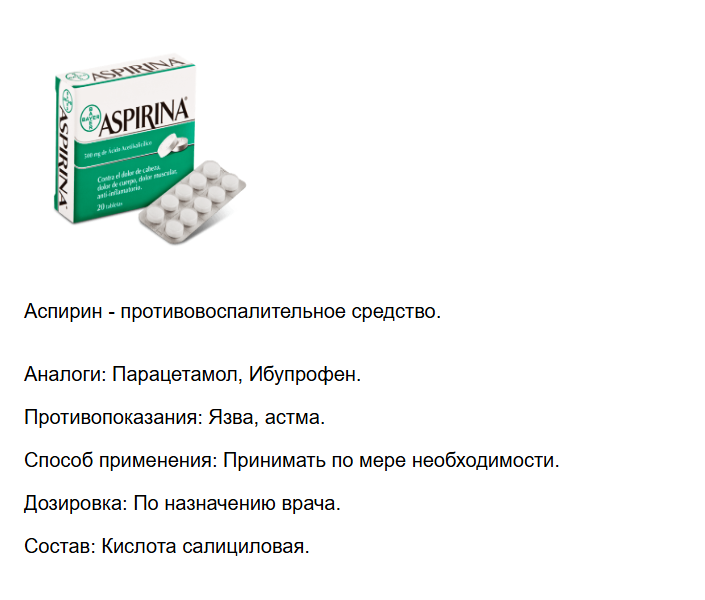 ASPIRINA
ASPIRINA
BAYER
ASPIRINA®
500 mg de Ácido Acetilsalicílico
Contra el dolor de cabeza,
dolor de cuerpo, dolor muscular,
anti-inflamatorio.
20 tabletas
Аспирин - противовоспалительное средство.
Аналоги: Парацетамол, Ибупрофен.
Противопоказания: Язва, астма.
Способ применения: Принимать по мере необходимости.
Дозировка: По назначению врача.
Состав: Кислота салициловая.